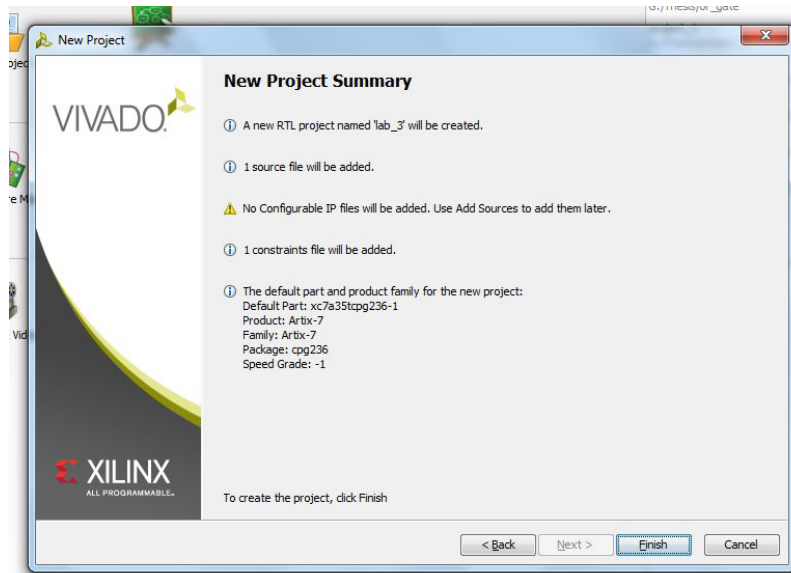 G:/Thesis/or_gate
New Project
New Project Summary
VIVADO.
A new RTL project named 'lab_3' will be created.
1 source file will be added.
No Configurable IP files will be added. Use Add Sources to add them later.
1 constraints file will be added.
The default part and product family for the new project:
Default Part: xc7a35tcpg236-1
Product: Artix-7
Family: Artix-7
Package: cpg236
Speed Grade: -1
XILINX
ALL PROGRAMMABLE.
To create the project, click Finish
< Back
Next >
Finish
Cancel